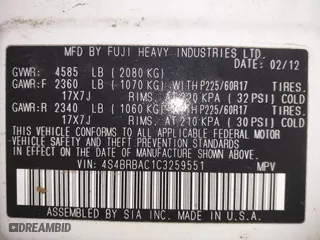 MFD. BY FUJI HEAVY INDUSTRIES LTD. 02/12
GVWR: 4585 LB (2080 KG)
GAWR:F 2360 LB (1070 KG) WITH P225/60R17 TIRES.
17X7J RIMS. AT 220 KPA (32 PSI) COLD
GAWR:R 2340 LB (1060 KG) WITH P225/60R17 TIRES.
17X7J RIMS. AT 210 KPA (30 PSI) COLD
THIS VEHICLE CONFORMS TO ALL APPLICABLE FEDERAL MOTOR
VEHICLE SAFETY AND THEFT PREVENTION STANDARDS IN EFFECT
ON THE DATE OF MANUFACTURE SHOWN ABOVE.
VIN: 4S4BRBAC1C3259551 MPV
ASSEMBLED BY SIA INC. IN U.S.A.
DREAMBID